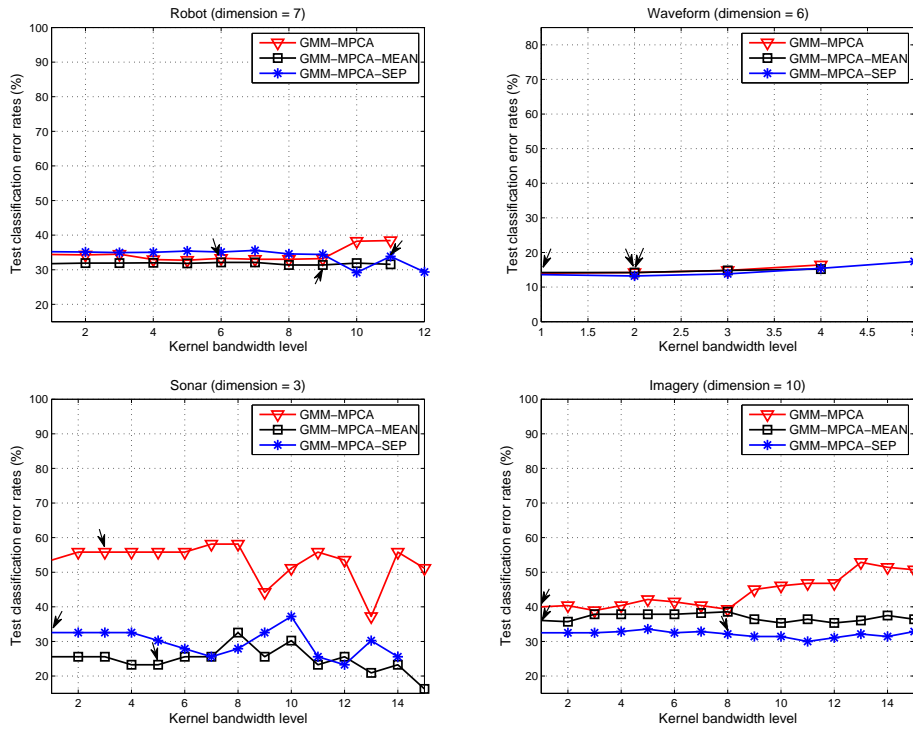 Robot (dimension = 7)
Test classification error rates (%)
100
90
80
70
60
50
40
30
20
GMM−MPCA
GMM−MPCA−MEAN
GMM−MPCA−SEP
2 4 6 8 10 12
Kernel bandwidth level
Waveform (dimension = 6)
Test classification error rates (%)
80
70
60
50
40
30
20
10
0
GMM−MPCA
GMM−MPCA−MEAN
GMM−MPCA−SEP
1 1.5 2 2.5 3 3.5 4 4.5 5
Kernel bandwidth level
Sonar (dimension = 3)
Test classification error rates (%)
100
90
80
70
60
50
40
30
20
GMM−MPCA
GMM−MPCA−MEAN
GMM−MPCA−SEP
2 4 6 8 10 12 14
Kernel bandwidth level
Imagery (dimension = 10)
Test classification error rates (%)
100
90
80
70
60
50
40
30
20
GMM−MPCA
GMM−MPCA−MEAN
GMM−MPCA−SEP
2 4 6 8 10 12 14
Kernel bandwidth level